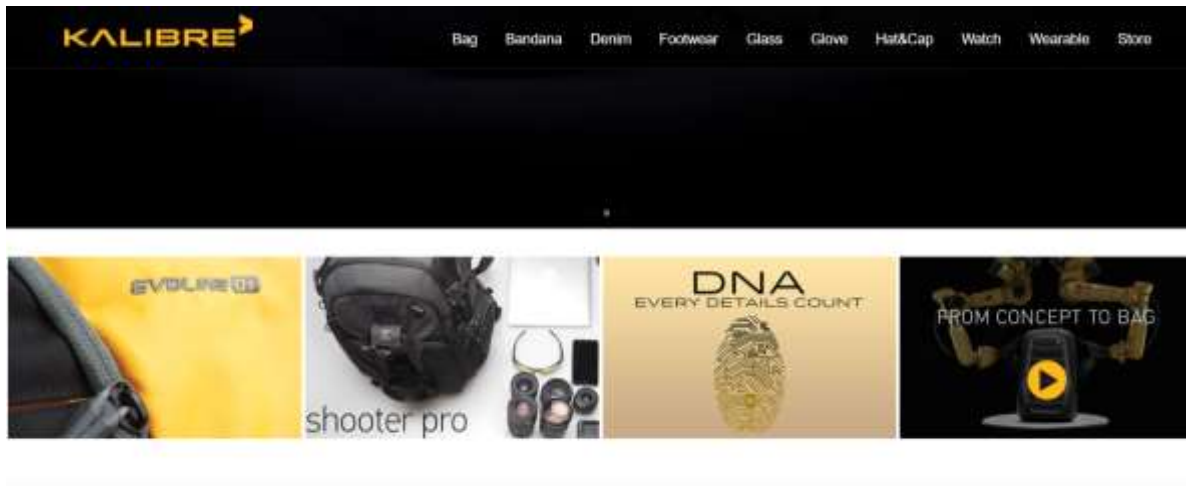 KALIBRE
Bag Bandana Denim Footwear Glass Glove Hat&Cap Watch Wearable Store
EVOLINE 01
shooter pro
DNA
EVERY DETAILS COUNT
FROM CONCEPT TO BAG